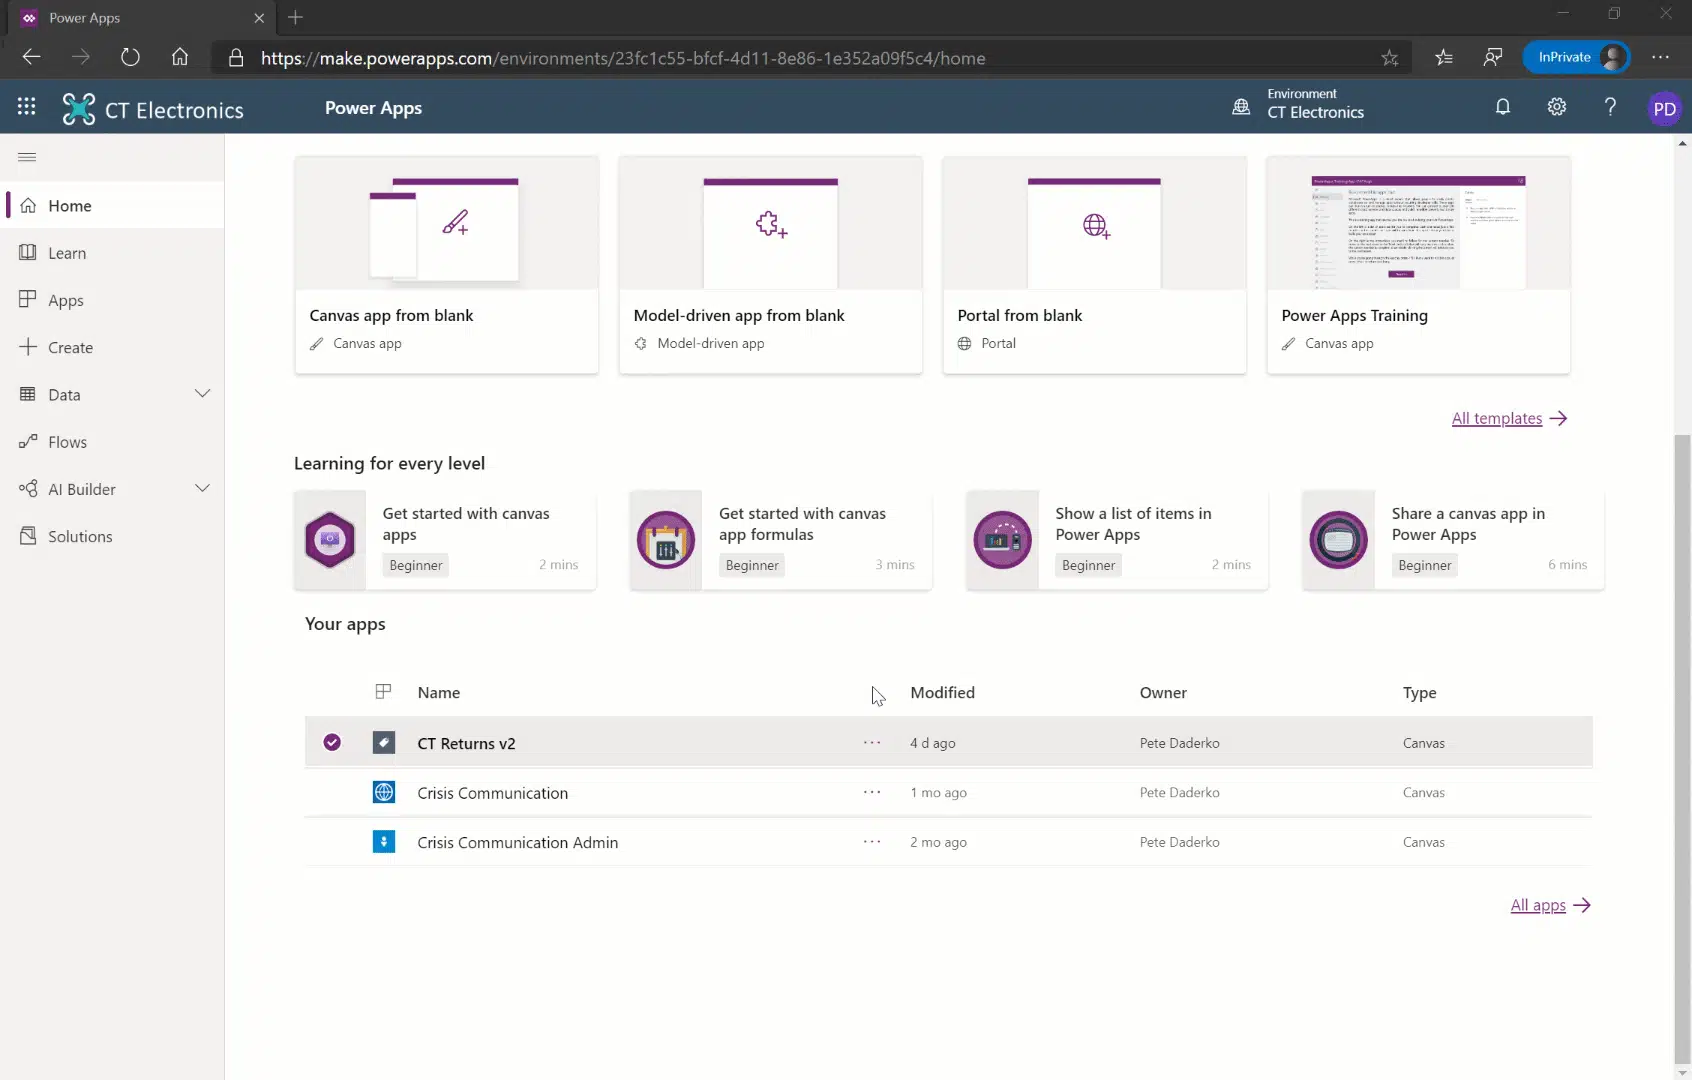 Power Apps
https://make.powerapps.com/environments/23fc1c55-bfcf-4d11-8e86-1e352a09f5c4/home
InPrivate
CT Electronics
Power Apps
Environment
CT Electronics
PD
Home
Learn
Apps
Create
Data
Flows
AI Builder
Solutions
Canvas app from blank
Canvas app
Model-driven app from blank
Model-driven app
Portal from blank
Portal
Power Apps Training
Canvas app
All templates
Learning for every level
Get started with canvas
apps
Beginner
2 mins
Get started with canvas
app formulas
Beginner
3 mins
Show a list of items in
Power Apps
Beginner
2 mins
Share a canvas app in
Power Apps
Beginner
6 mins
Your apps
Name Modified Owner Type
CT Returns v2 4 d ago Pete Daderko Canvas
Crisis Communication 1 mo ago Pete Daderko Canvas
Crisis Communication Admin 2 mo ago Pete Daderko Canvas
All apps